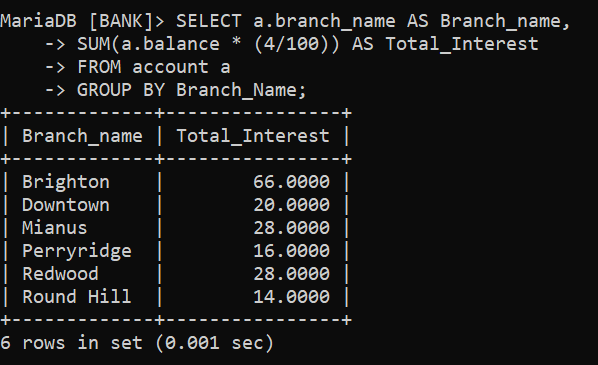 MariaDB [BANK]> SELECT a.branch_name AS Branch_name,
    -> SUM(a.balance * (4/100)) AS Total_Interest
    -> FROM account a
    -> GROUP BY Branch_Name;
+-------------+----------------+
| Branch_name | Total_Interest |
+-------------+----------------+
| Brighton    |        66.0000 |
| Downtown    |        20.0000 |
| Mianus      |        28.0000 |
| Perryridge  |        16.0000 |
| Redwood     |        28.0000 |
| Round Hill  |        14.0000 |
+-------------+----------------+
6 rows in set (0.001 sec)